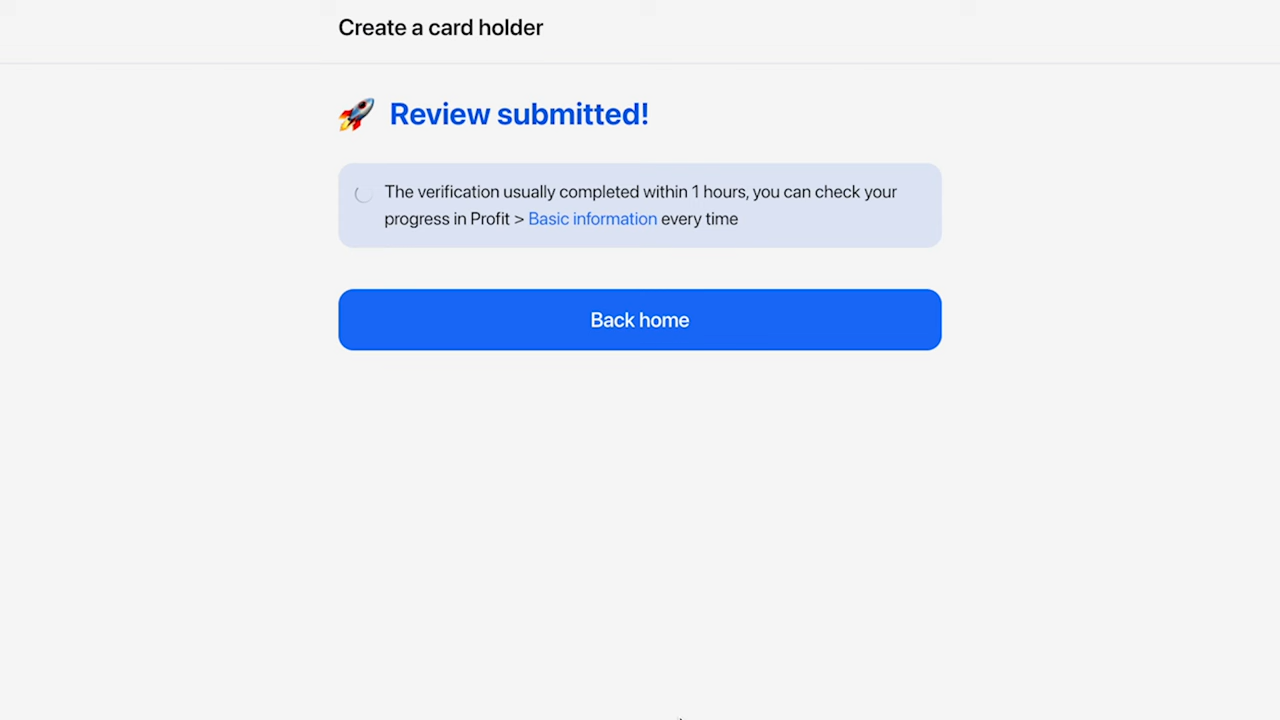 Create a card holder
🚀 Review submitted!
The verification usually completed within 1 hours, you can check your
progress in Profit > Basic information every time
Back home